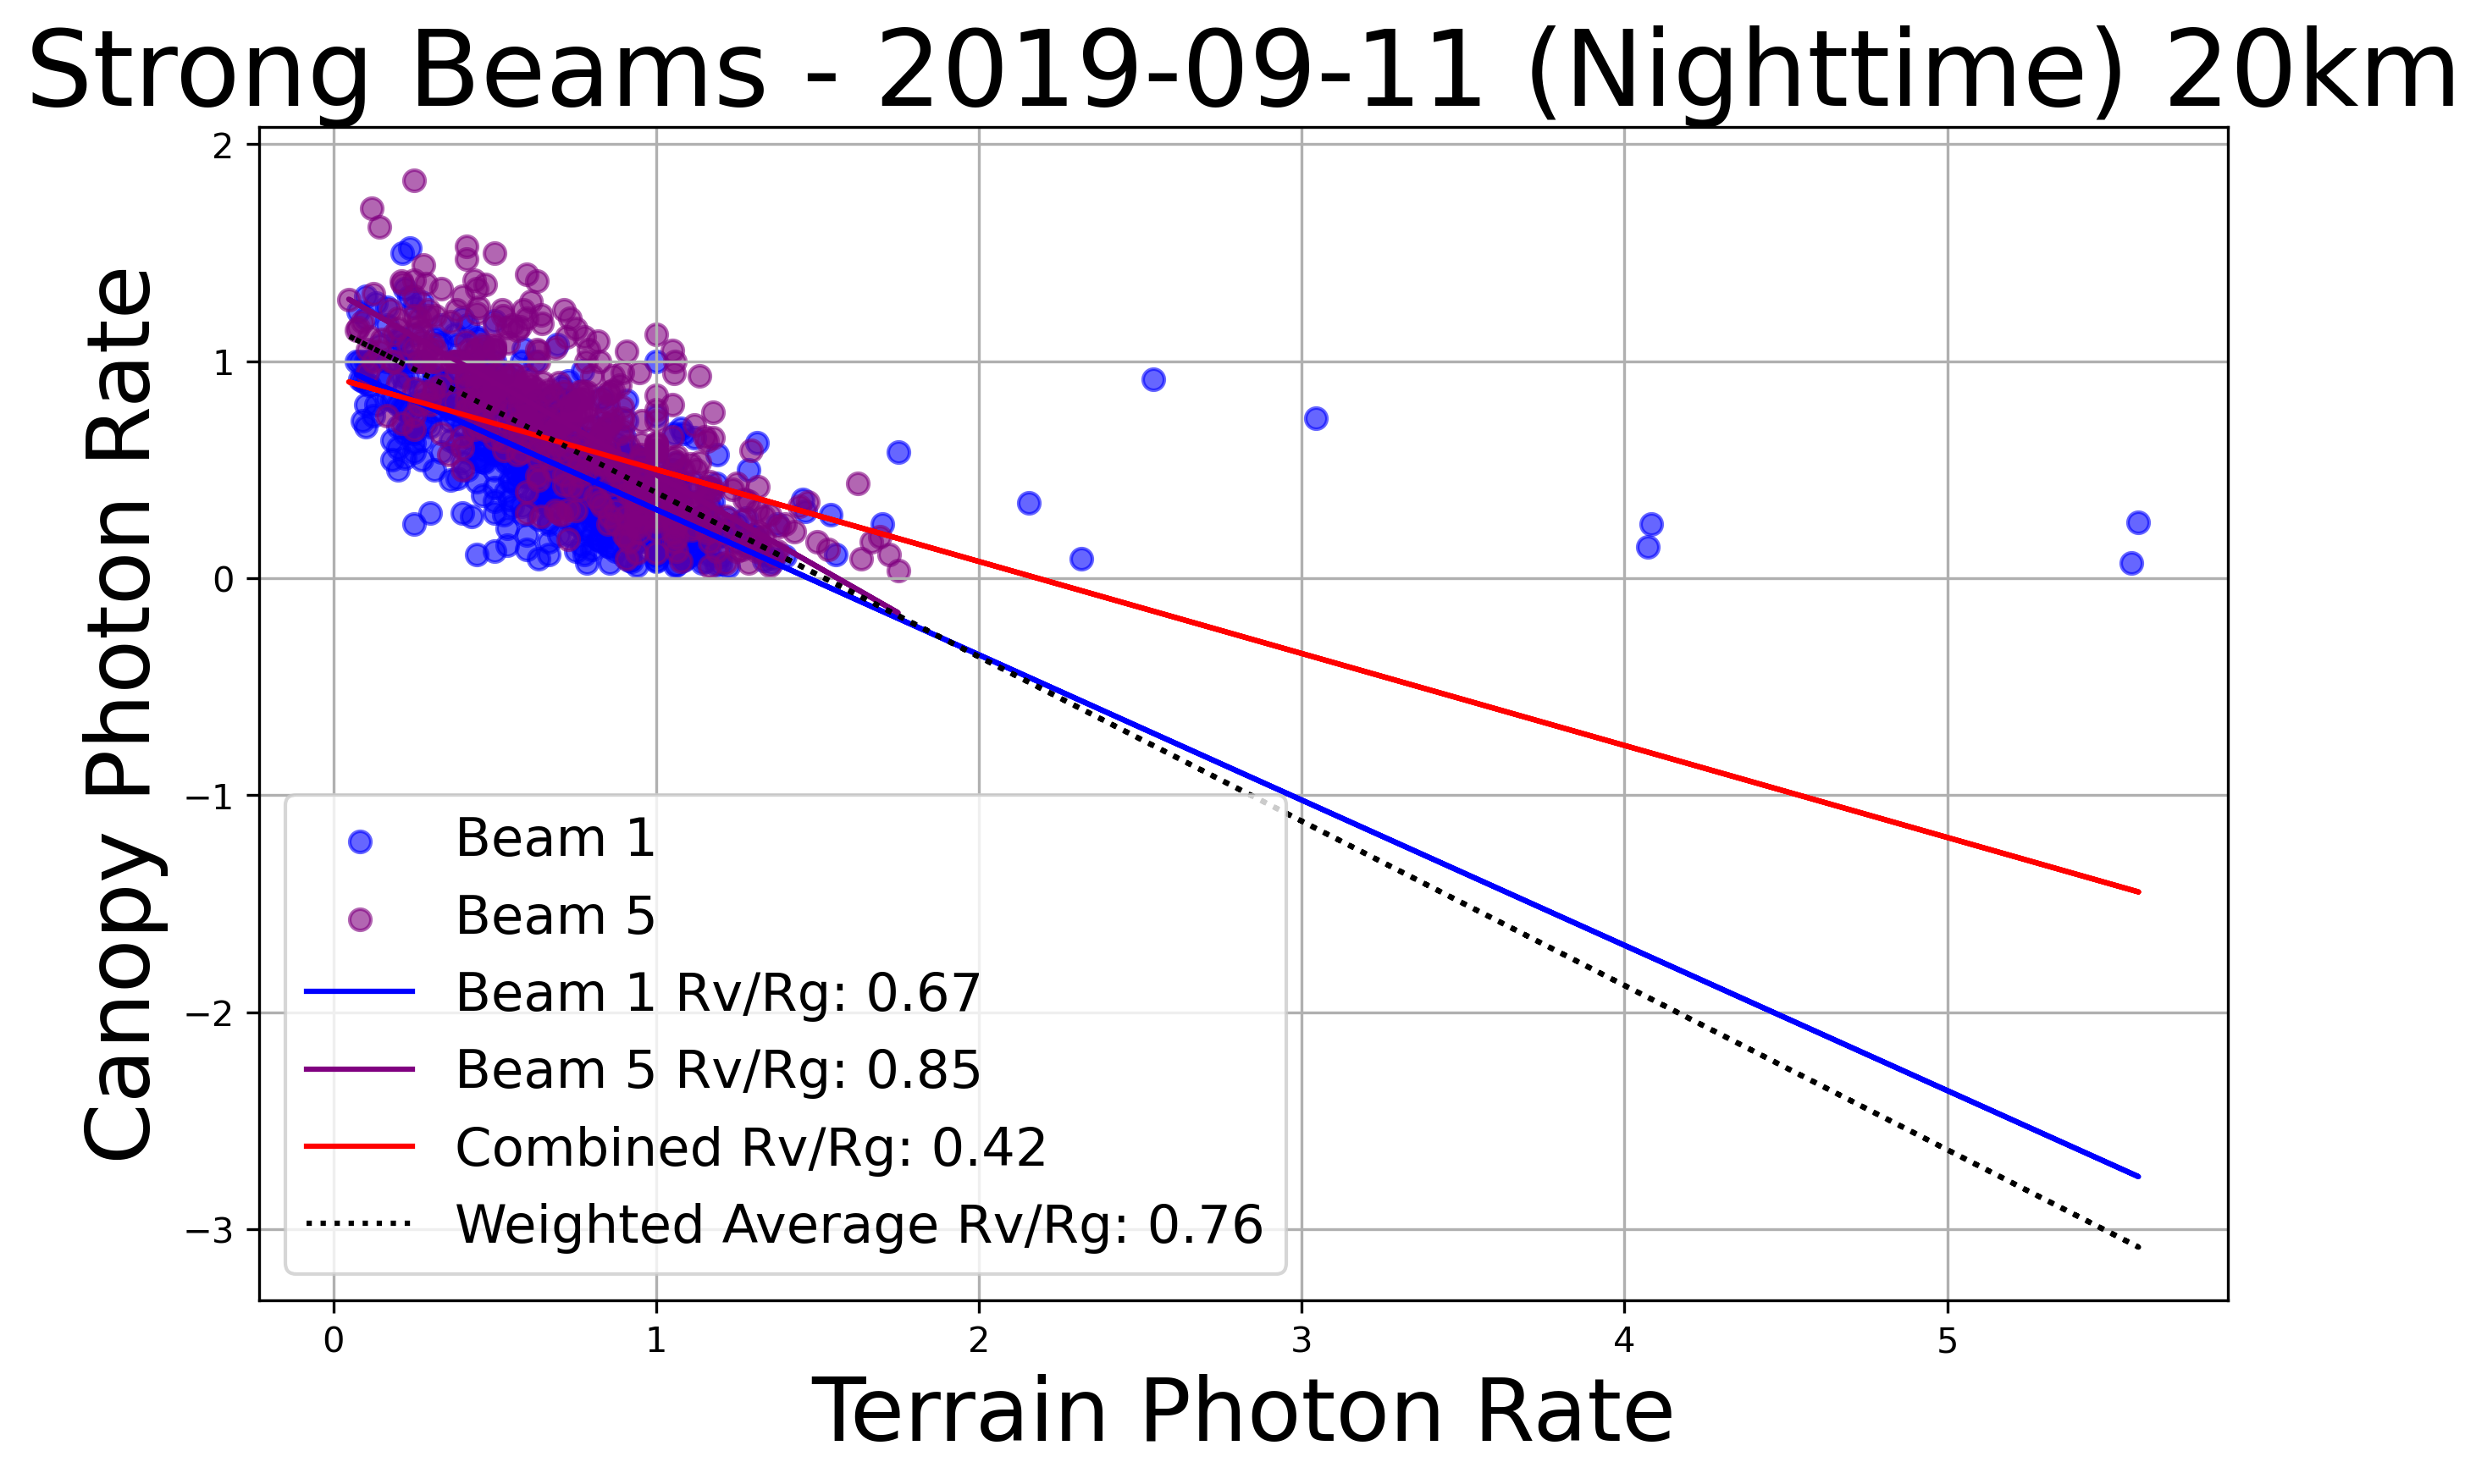 Strong Beams - 2019-09-11 (Nighttime) 20km
Canopy Photon Rate
2
1
0
−1
−2
−3
Beam 1
Beam 5
Beam 1 Rv/Rg: 0.67
Beam 5 Rv/Rg: 0.85
Combined Rv/Rg: 0.42
Weighted Average Rv/Rg: 0.76
0 1 2 3 4 5
Terrain Photon Rate